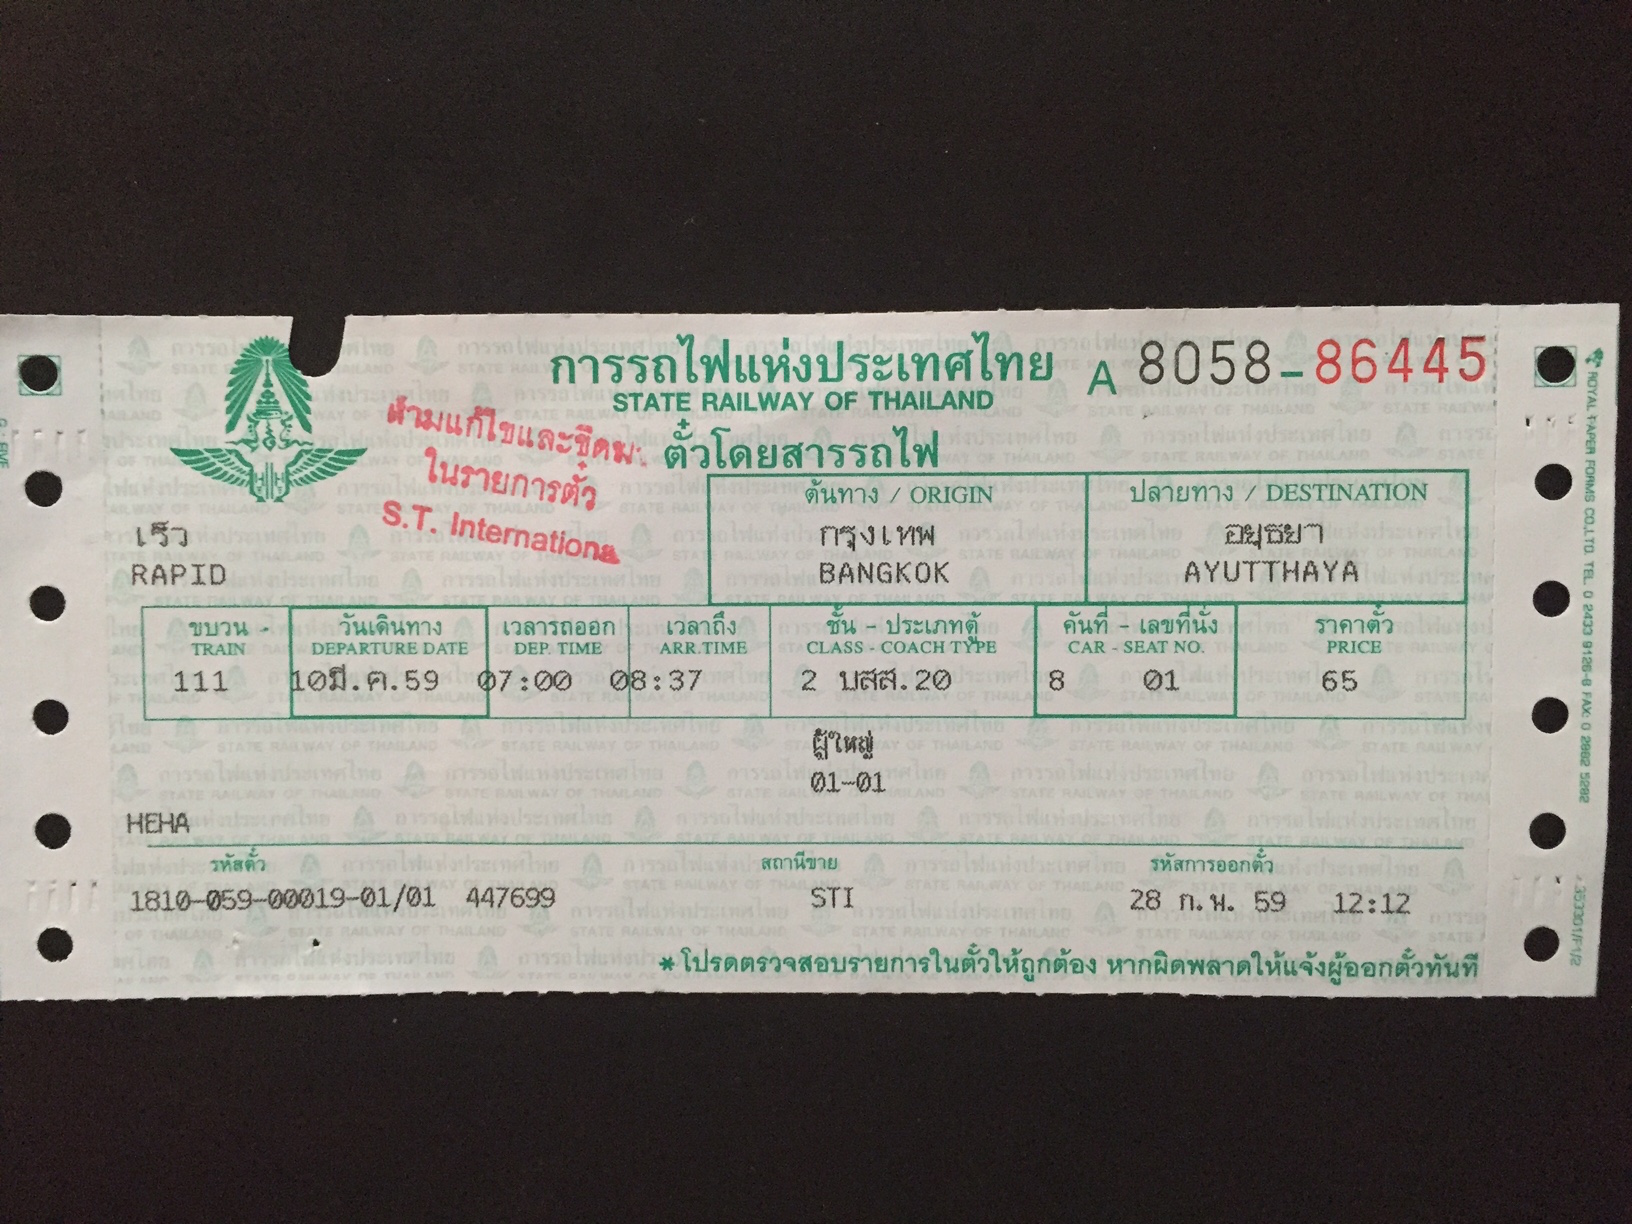 การรถไฟแห่งประเทศไทย A 8058-86445
STATE RAILWAY OF THAILAND
ตั๋วโดยสารรถไฟ
ห้ามแก้ไขและขีดฆ่า
ในรายการตั๋ว
S.T. International
ต้นทาง / ORIGIN ปลายทาง / DESTINATION
เร็ว กรุงเทพ อยุธยา
RAPID BANGKOK AYUTTHAYA
ขบวน วันเดินทาง เวลารถออก เวลาถึง ชั้น - ประเภทตู้ คันที่ - เลขที่นั่ง ราคาตั๋ว
TRAIN DEPARTURE DATE DEP. TIME ARR.TIME CLASS - COACH TYPE CAR - SEAT NO. PRICE
111 10มี.ค.59 07:00 08:37 2 บสส.20 8 01 65
ผู้ใหญ่
01-01
HEHA
รหัสตั๋ว สถานีขาย รหัสการออกตั๋ว
1810-059-00019-01/01 447699 STI 28 ก.พ. 59 12:12
*โปรดตรวจสอบรายการในตั๋วให้ถูกต้อง หากผิดพลาดให้แจ้งผู้ออกตั๋วทันที